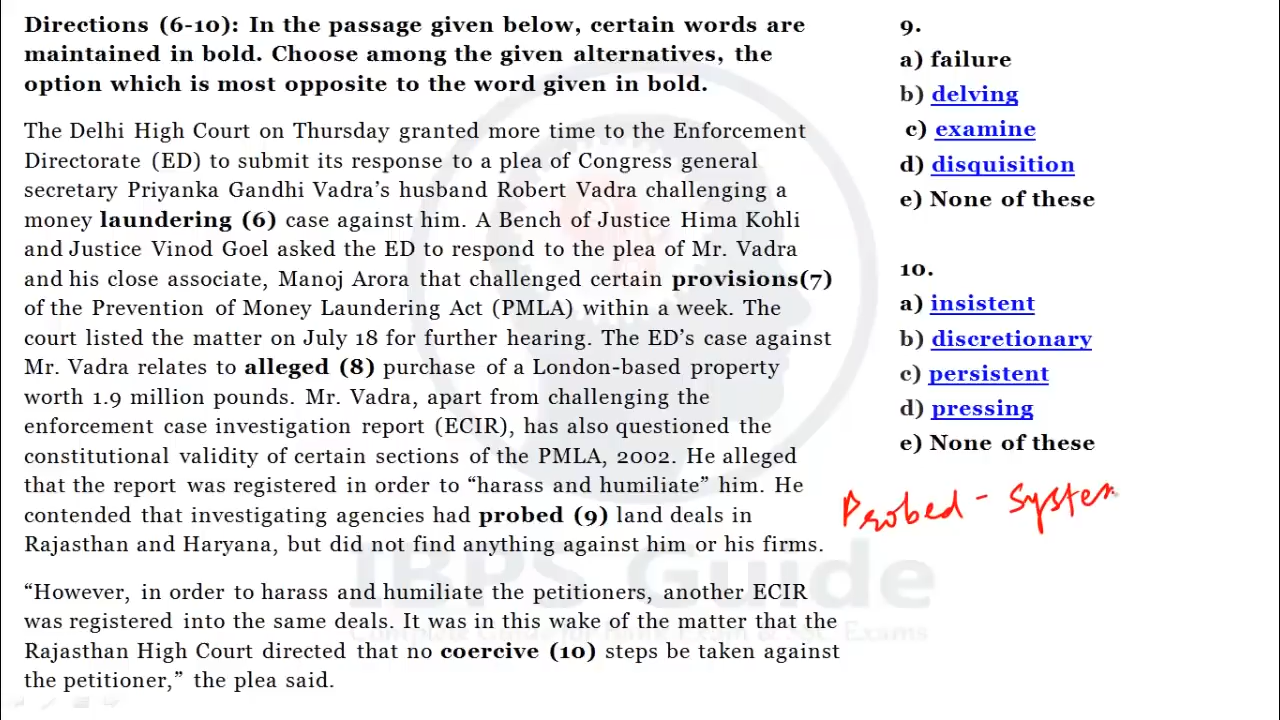 Directions (6-10): In the passage given below, certain words are
maintained in bold. Choose among the given alternatives, the
option which is most opposite to the word given in bold.
The Delhi High Court on Thursday granted more time to the Enforcement
Directorate (ED) to submit its response to a plea of Congress general
secretary Priyanka Gandhi Vadra's husband Robert Vadra challenging a
money laundering (6) case against him. A Bench of Justice Hima Kohli
and Justice Vinod Goel asked the ED to respond to the plea of Mr. Vadra
and his close associate, Manoj Arora that challenged certain provisions(7)
of the Prevention of Money Laundering Act (PMLA) within a week. The
court listed the matter on July 18 for further hearing. The ED's case against
Mr. Vadra relates to alleged (8) purchase of a London-based property
worth 1.9 million pounds. Mr. Vadra, apart from challenging the
enforcement case investigation report (ECIR), has also questioned the
constitutional validity of certain sections of the PMLA, 2002. He alleged
that the report was registered in order to “harass and humiliate” him. He
contended that investigating agencies had probed (9) land deals in
Rajasthan and Haryana, but did not find anything against him or his firms.
“However, in order to harass and humiliate the petitioners, another ECIR
was registered into the same deals. It was in this wake of the matter that the
Rajasthan High Court directed that no coercive (10) steps be taken against
the petitioner,” the plea said.
9.
a) failure
b) delving
c) examine
d) disquisition
e) None of these
10.
a) insistent
b) discretionary
c) persistent
d) pressing
e) None of these
Probed - System
IBPS Guide
Complete Guide for Bank Exam & SSC Exams